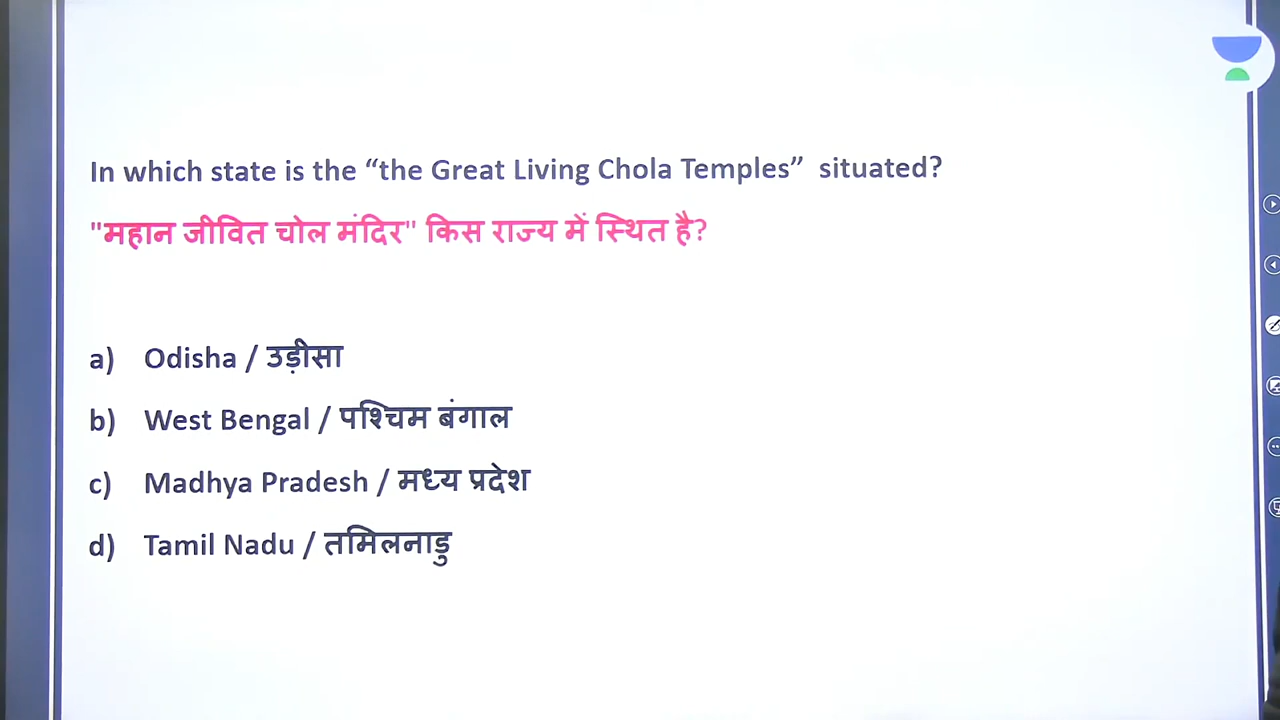 In which state is the “the Great Living Chola Temples” situated?
"महान जीवित चोल मंदिर" किस राज्य में स्थित है?
a) Odisha / उड़ीसा
b) West Bengal / पश्चिम बंगाल
c) Madhya Pradesh / मध्य प्रदेश
d) Tamil Nadu / तमिलनाडु